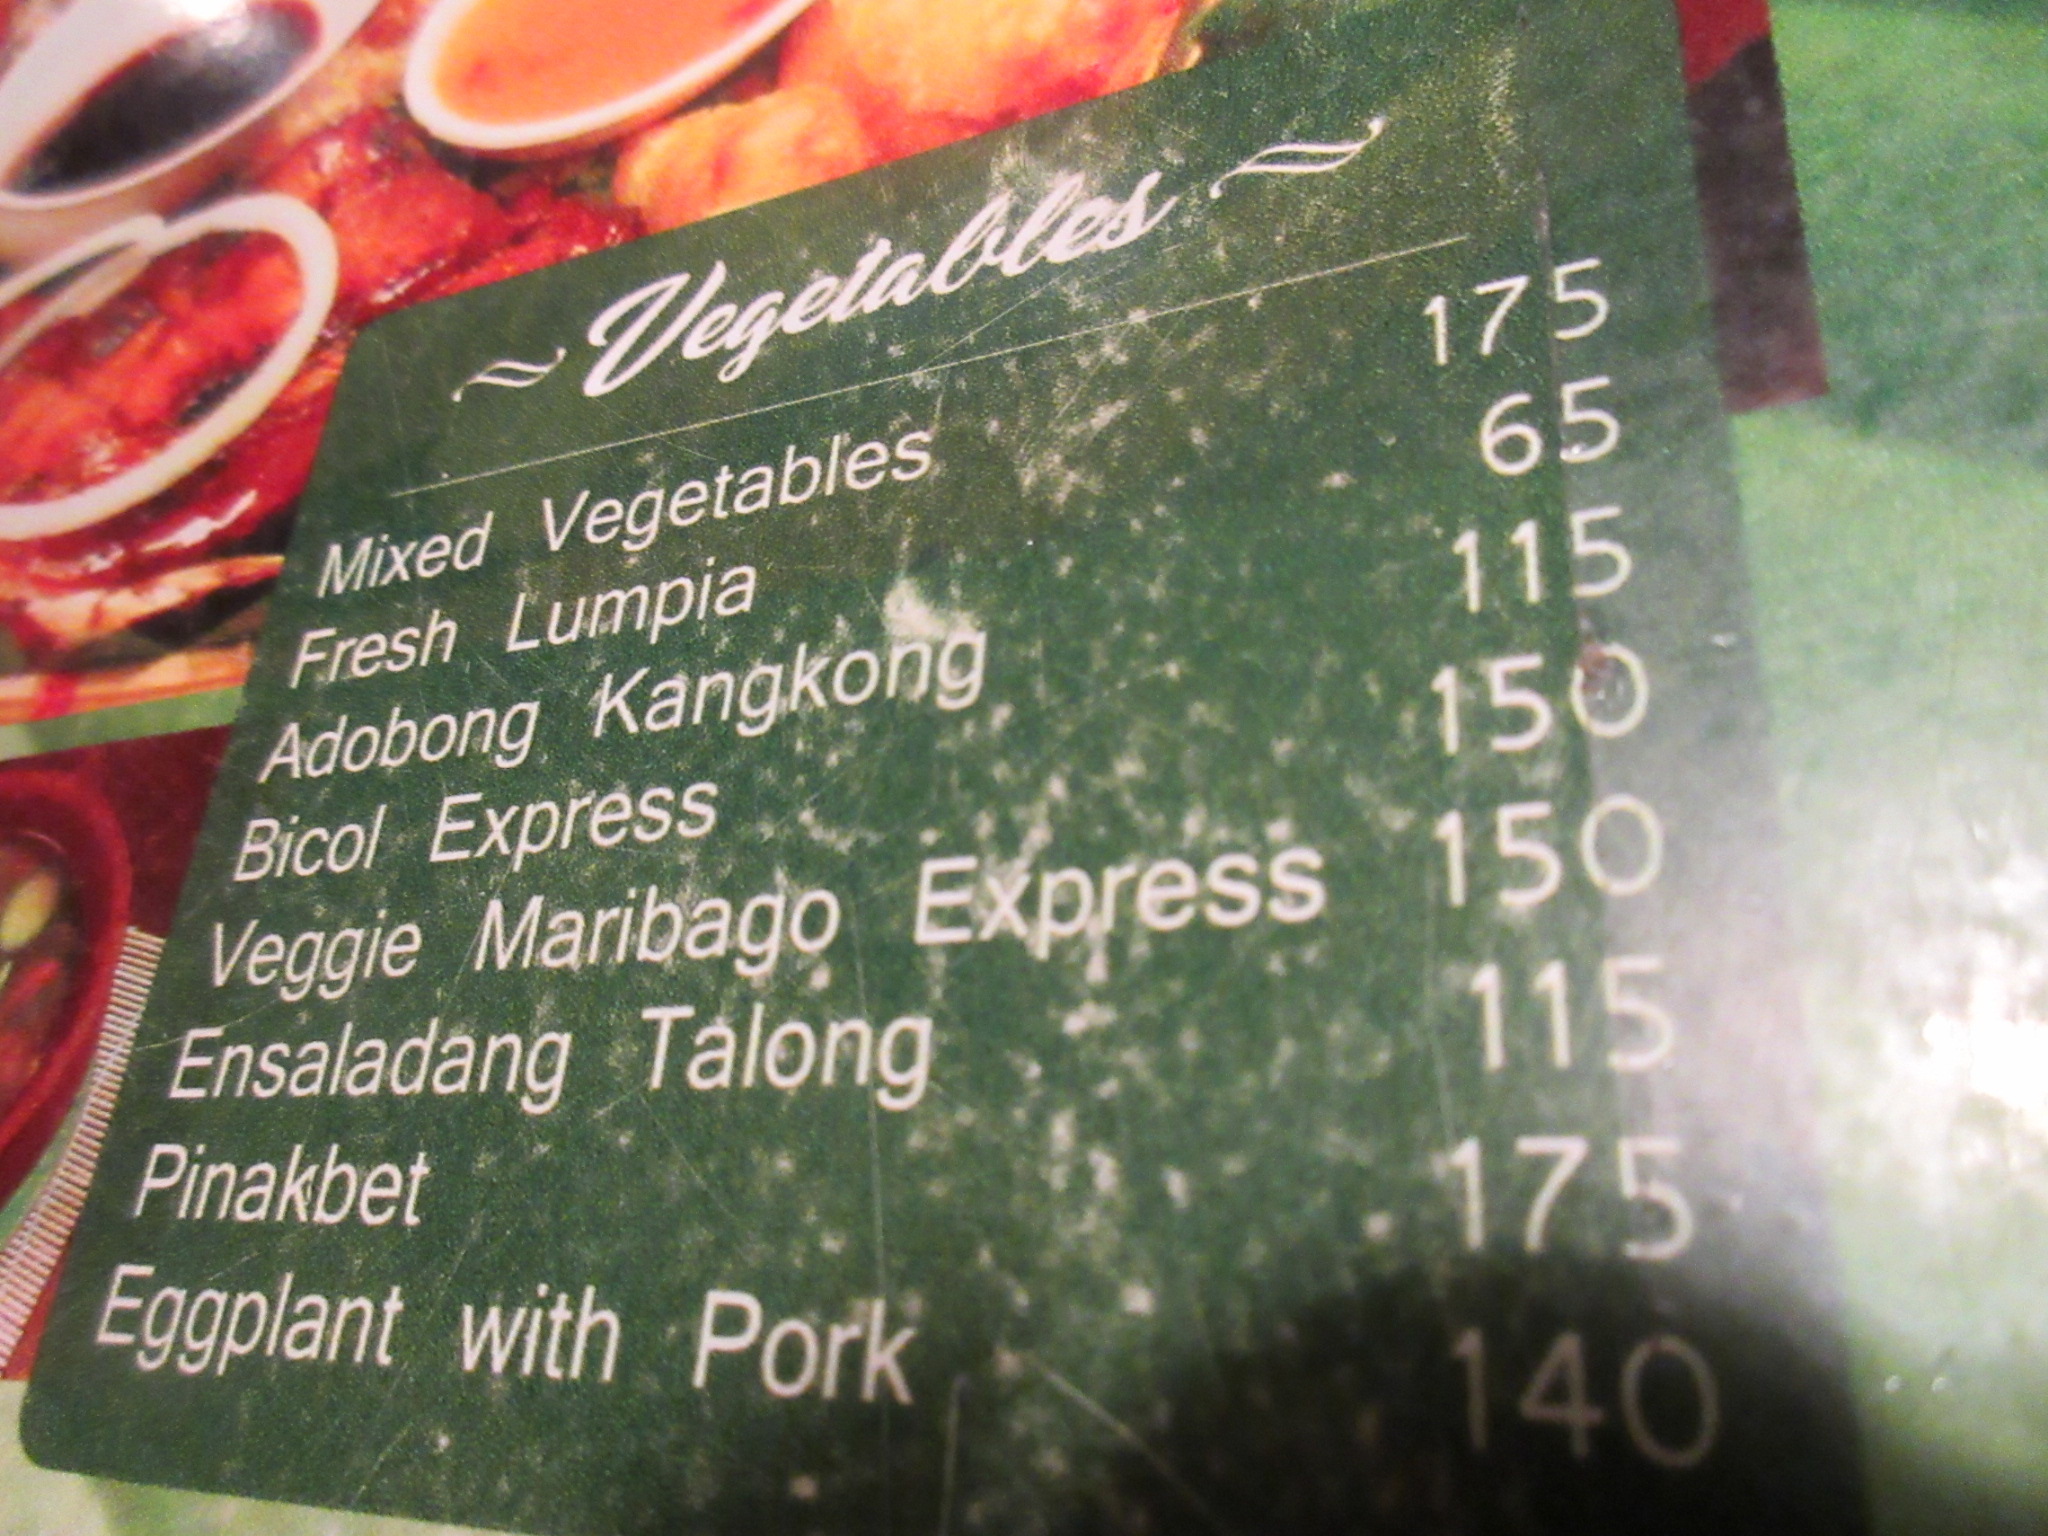 Vegetables
Mixed Vegetables 175
Fresh Lumpia 65
Adobong Kangkong 115
Bicol Express 150
Veggie Maribago Express 150
Ensaladang Talong 115
Pinakbet 175
Eggplant with Pork 140